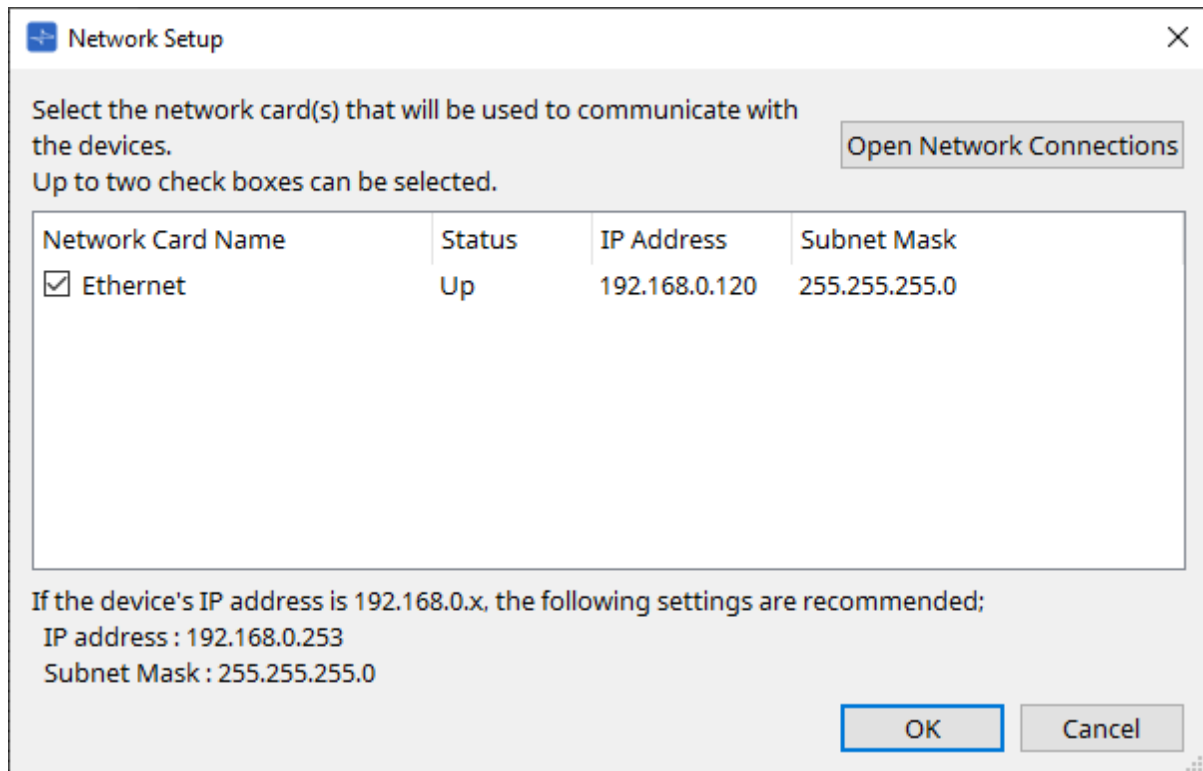 Network Setup
Select the network card(s) that will be used to communicate with
the devices.
Open Network Connections
Up to two check boxes can be selected.
Network Card Name Status IP Address Subnet Mask
Ethernet Up 192.168.0.120 255.255.255.0
If the device's IP address is 192.168.0.x, the following settings are recommended;
IP address : 192.168.0.253
Subnet Mask : 255.255.255.0
OK Cancel